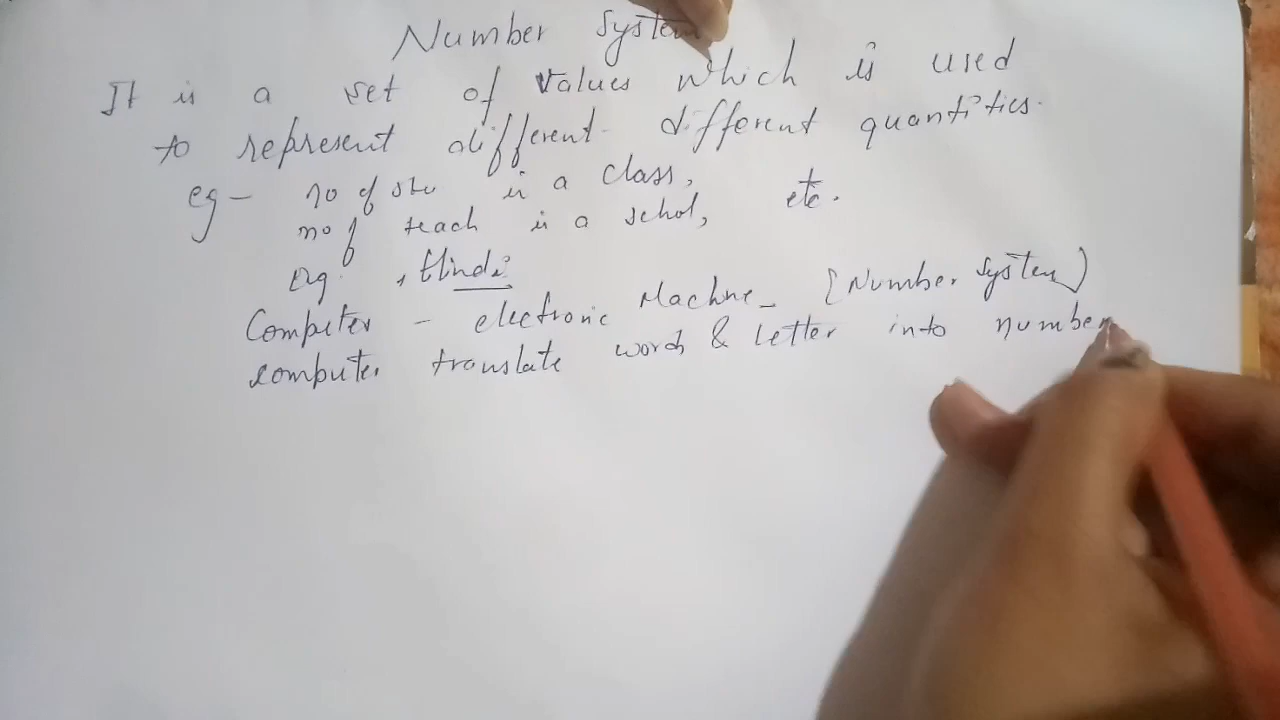 Number System
It is a set of values which is used
to represent different different quantities.
eg - no of stu in a class,
no of teach in a schol, etc.
, Hindi
Computer - electronic Machine - (Number System)
computer translate words & letter into number